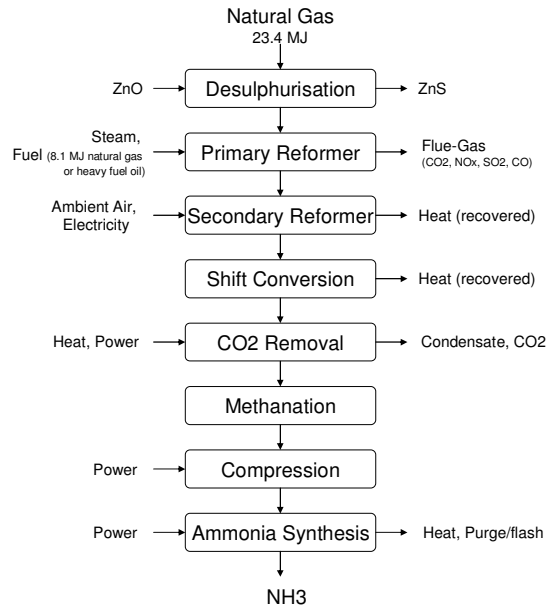 Natural Gas
23.4 MJ
ZnO
Desulphurisation
ZnS
Steam,
Fuel (8.1 MJ natural gas
or heavy fuel oil)
Primary Reformer
Flue-Gas
(CO2, NOx, SO2, CO)
Ambient Air,
Electricity
Secondary Reformer
Heat (recovered)
Shift Conversion
Heat (recovered)
Heat, Power
CO2 Removal
Condensate, CO2
Methanation
Power
Compression
Power
Ammonia Synthesis
Heat, Purge/flash
NH3